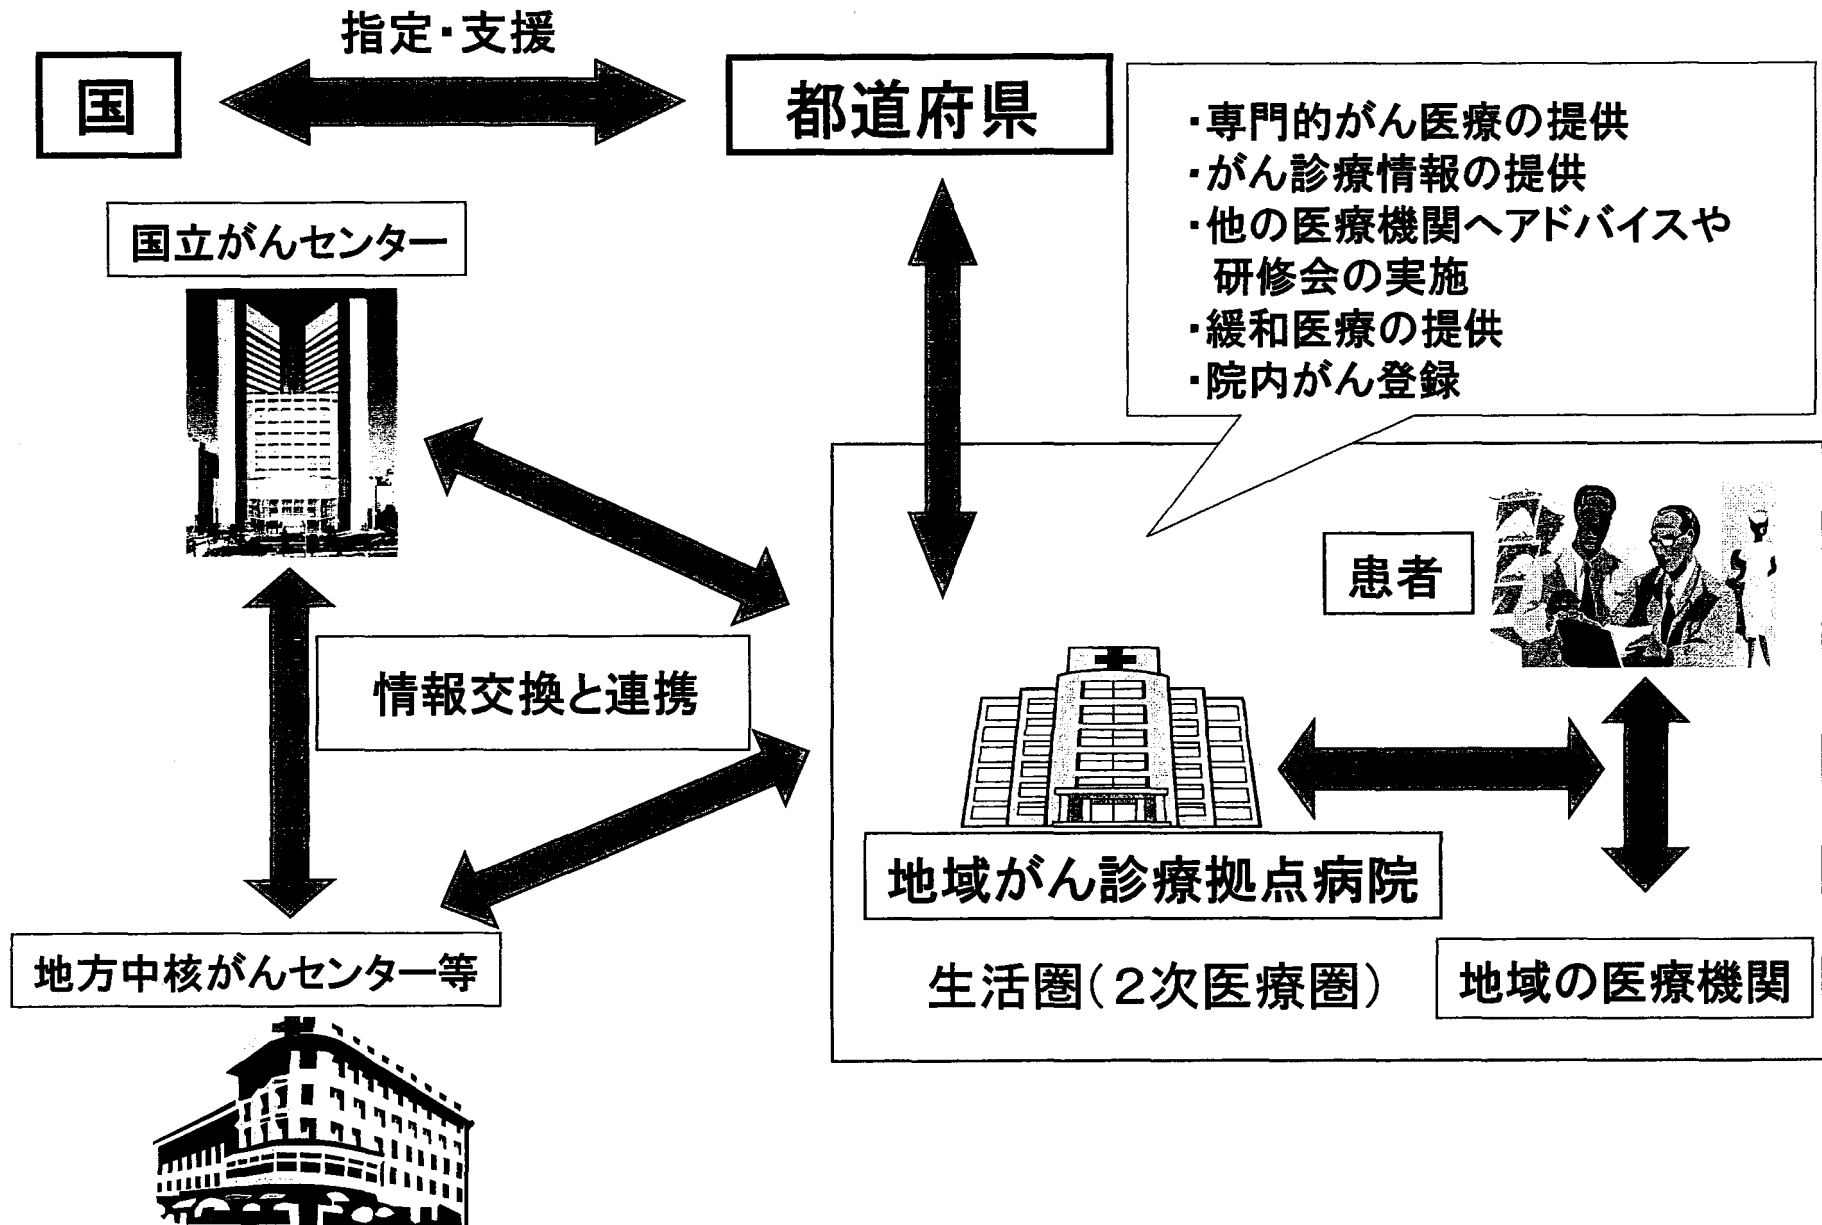 指定・支援
国
都道府県
・専門的がん医療の提供
・がん診療情報の提供
・他の医療機関へアドバイスや
研修会の実施
・緩和医療の提供
・院内がん登録
国立がんセンター
患者
情報交換と連携
地域がん診療拠点病院
地方中核がんセンター等
生活圏(2次医療圏)
地域の医療機関